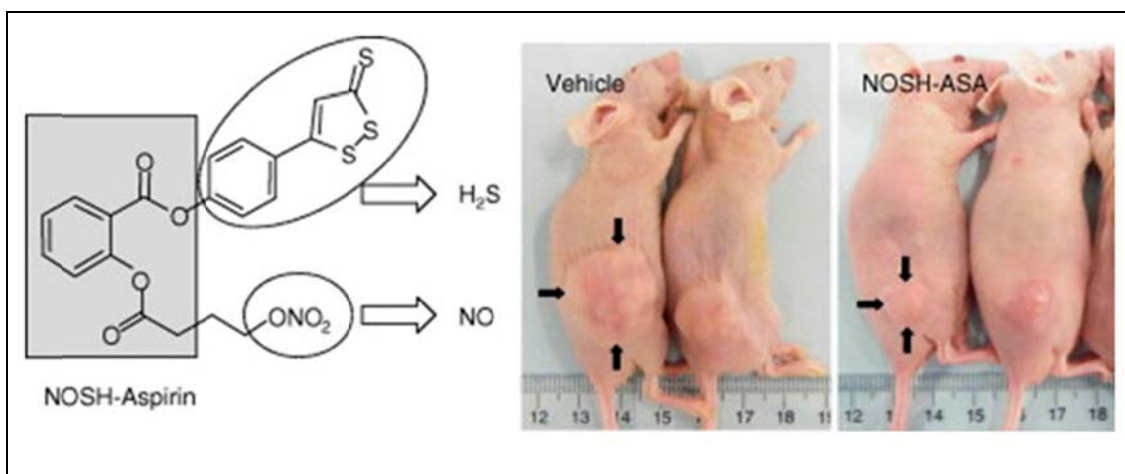 S
S
S
O
O
O
O
ONO₂
H₂S
NO
NOSH-Aspirin
Vehicle
12 13 14 15 17 18
NOSH-ASA
12 14 15 16 17 18